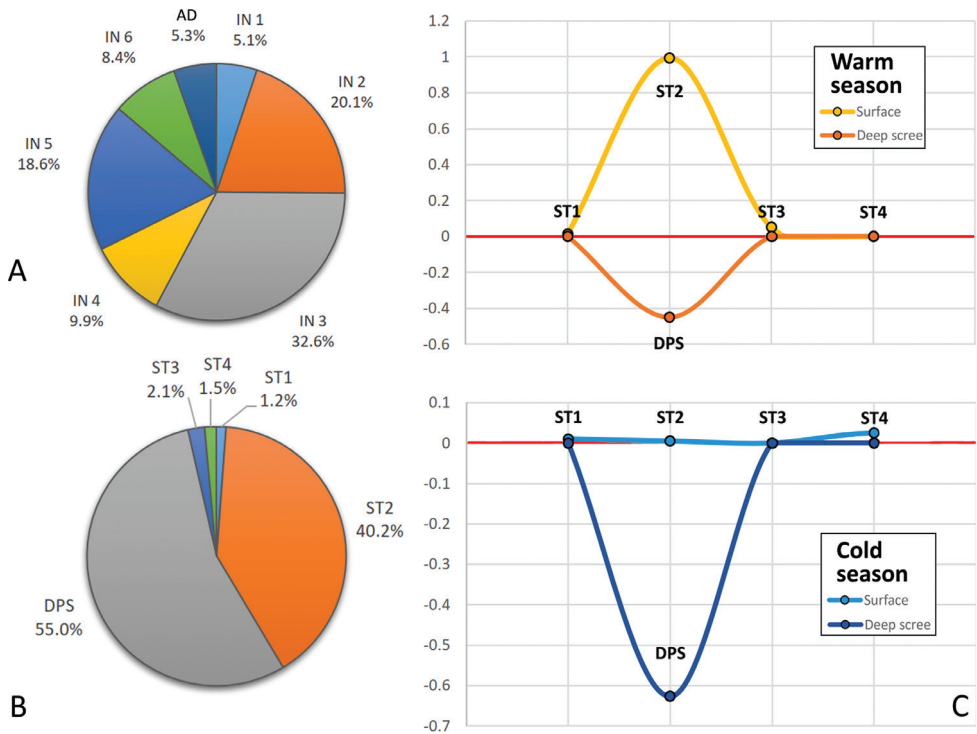 AD
5.3%
IN 1
5.1%
IN 2
20.1%
IN 3
32.6%
IN 4
9.9%
IN 5
18.6%
IN 6
8.4%
A
ST3
2.1%
ST4
1.5%
ST1
1.2%
ST2
40.2%
DPS
55.0%
B
1.2
1
0.8
0.6
0.4
0.2
0
-0.2
-0.4
-0.6
ST1
ST2
ST3
ST4
DPS
Warm
season
Surface
Deep scree
0.1
0
-0.1
-0.2
-0.3
-0.4
-0.5
-0.6
-0.7
ST1
ST2
ST3
ST4
DPS
Cold
season
Surface
Deep scree
C